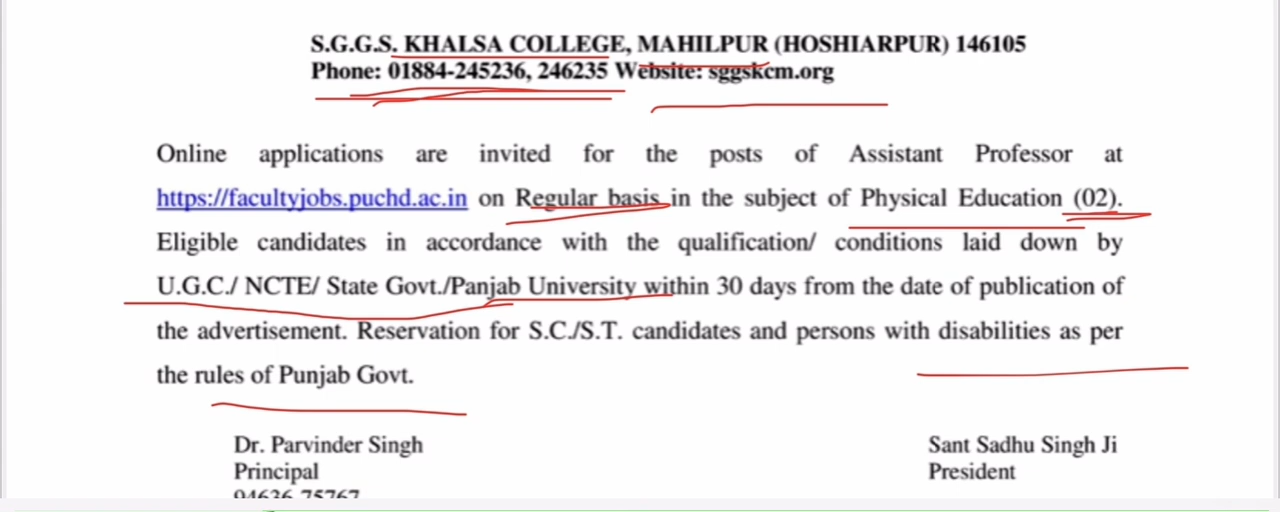 S.G.G.S. KHALSA COLLEGE, MAHILPUR (HOSHIARPUR) 146105
Phone: 01884-245236, 246235 Website: sggskcm.org
Online applications are invited for the posts of Assistant Professor at
https://facultyjobs.puchd.ac.in on Regular basis in the subject of Physical Education (02).
Eligible candidates in accordance with the qualification/ conditions laid down by
U.G.C./ NCTE/ State Govt./Panjab University within 30 days from the date of publication of
the advertisement. Reservation for S.C./S.T. candidates and persons with disabilities as per
the rules of Punjab Govt.
Dr. Parvinder Singh
Principal
94636 75767
Sant Sadhu Singh Ji
President